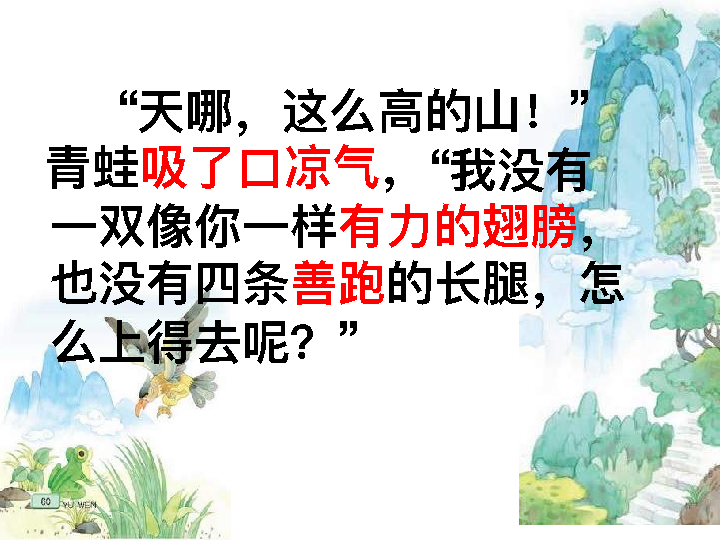 “天哪，这么高的山！”
青蛙吸了口凉气，“我没有
一双像你一样有力的翅膀，
也没有四条善跑的长腿，怎
么上得去呢？”
60 YU WEN